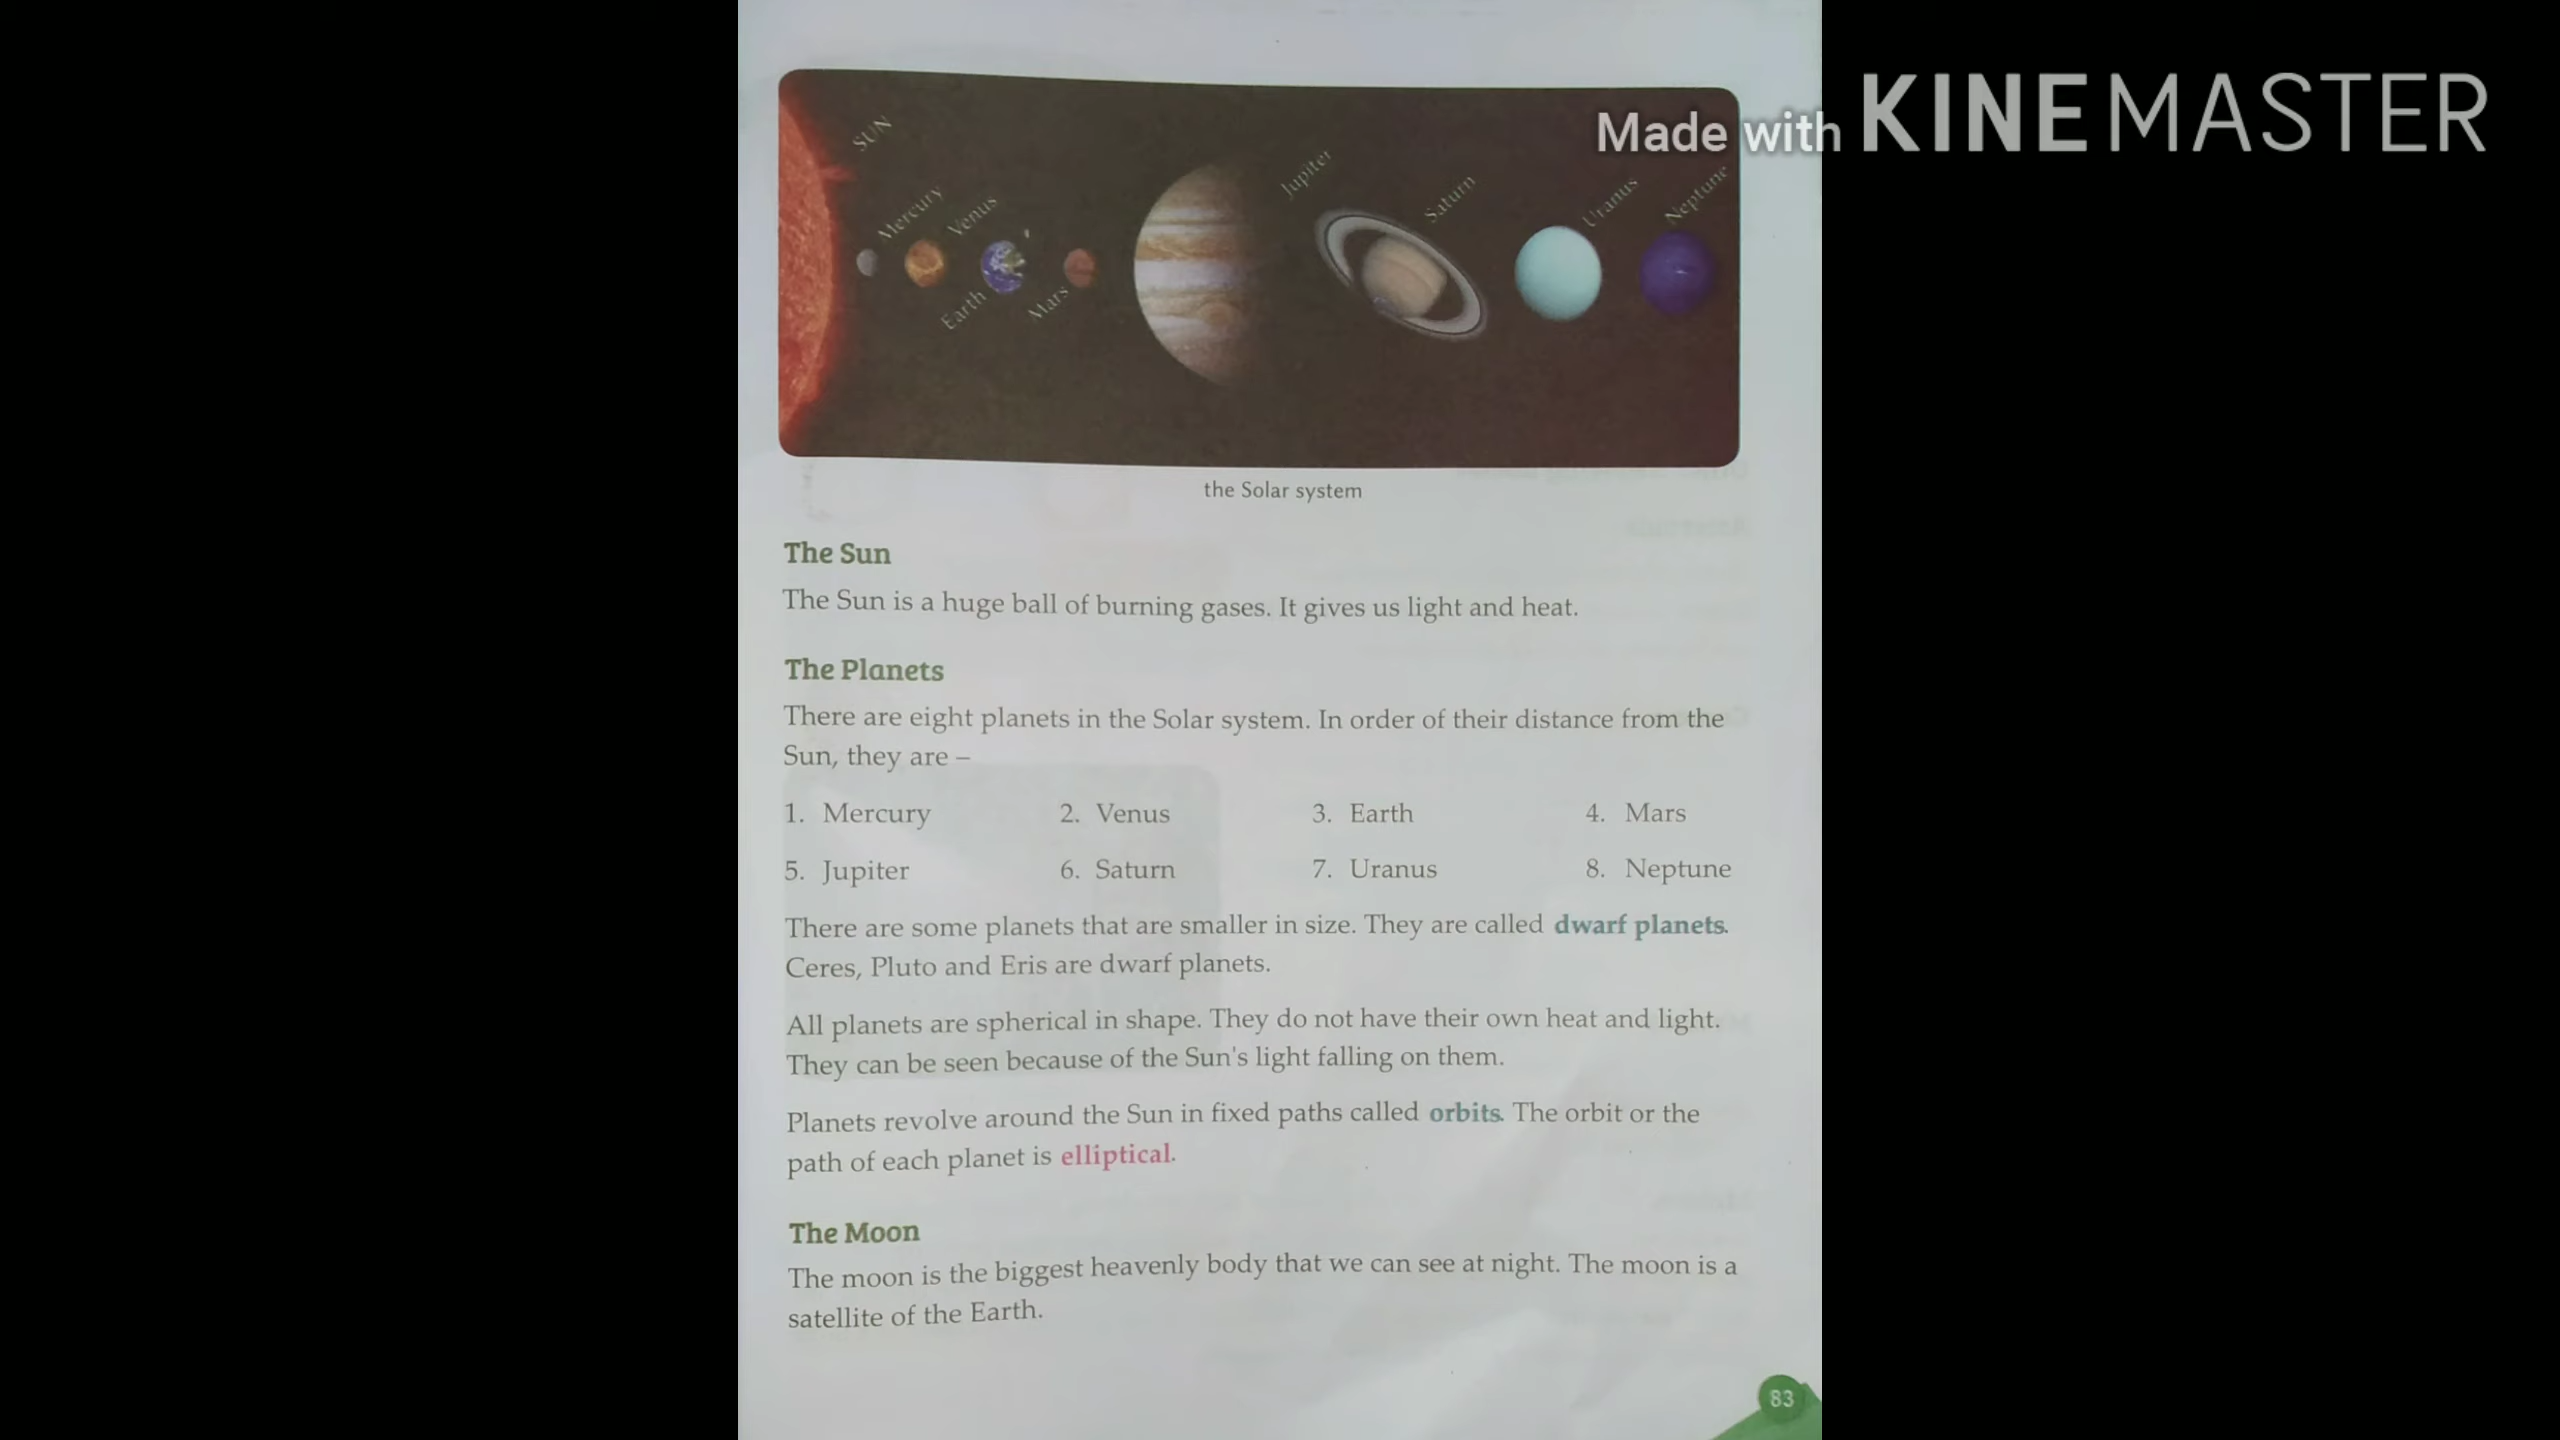 Made with KINEMASTER
SUN
Mercury
Venus
Earth
Mars
Jupiter
Saturn
Uranus
Neptune
the Solar system
The Sun
The Sun is a huge ball of burning gases. It gives us light and heat.
The Planets
There are eight planets in the Solar system. In order of their distance from the
Sun, they are –
1. Mercury 2. Venus 3. Earth 4. Mars
5. Jupiter 6. Saturn 7. Uranus 8. Neptune
There are some planets that are smaller in size. They are called dwarf planets.
Ceres, Pluto and Eris are dwarf planets.
All planets are spherical in shape. They do not have their own heat and light.
They can be seen because of the Sun's light falling on them.
Planets revolve around the Sun in fixed paths called orbits. The orbit or the
path of each planet is elliptical.
The Moon
The moon is the biggest heavenly body that we can see at night. The moon is a
satellite of the Earth.
83